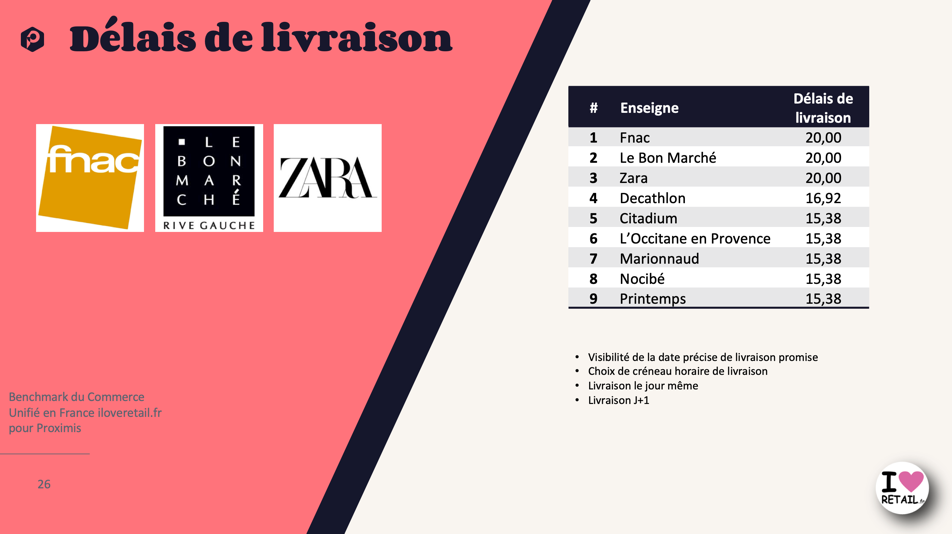 Délais de livraison
fnac
LE
BON
MARCHÉ
RIVE GAUCHE
ZARA
# Enseigne Délais de livraison
1 Fnac 20,00
2 Le Bon Marché 20,00
3 Zara 20,00
4 Decathlon 16,92
5 Citadium 15,38
6 L’Occitane en Provence 15,38
7 Marionnaud 15,38
8 Nocibé 15,38
9 Printemps 15,38
• Visibilité de la date précise de livraison promise
• Choix de créneau horaire de livraison
• Livraison le jour même
• Livraison J+1
Benchmark du Commerce
Unifié en France iloveretail.fr
pour Proximis
26
I
RETAIL.fr